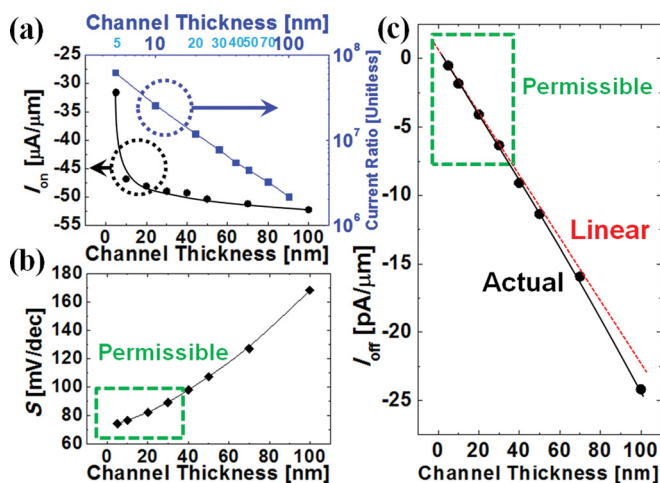 (a)
Channel Thickness [nm]
5 10 20 30 40 50 70 100
-25
-30
-35
-40
-45
-50
-55
I_on [µA/µm]
10^8
10^7
10^6
Current Ratio [Unitless]
0 20 40 60 80 100
Channel Thickness [nm]
(b)
180
160
140
120
100
80
60
S [mV/dec]
Permissible
0 20 40 60 80 100
Channel Thickness [nm]
(c)
0
-5
-10
-15
-20
-25
I_off [pA/µm]
Permissible
Linear
Actual
0 20 40 60 80 100
Channel Thickness [nm]